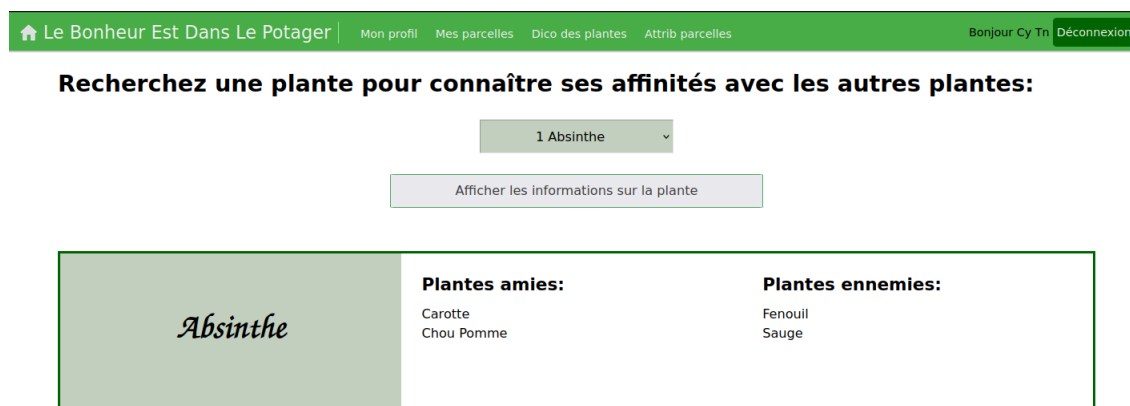 Le Bonheur Est Dans Le Potager Mon profil Mes parcelles Dico des plantes Attrib parcelles Bonjour Cy Tn Déconnexion
Recherchez une plante pour connaître ses affinités avec les autres plantes:
1 Absinthe
Afficher les informations sur la plante
Absinthe
Plantes amies:
Carotte
Chou Pomme
Plantes ennemies:
Fenouil
Sauge